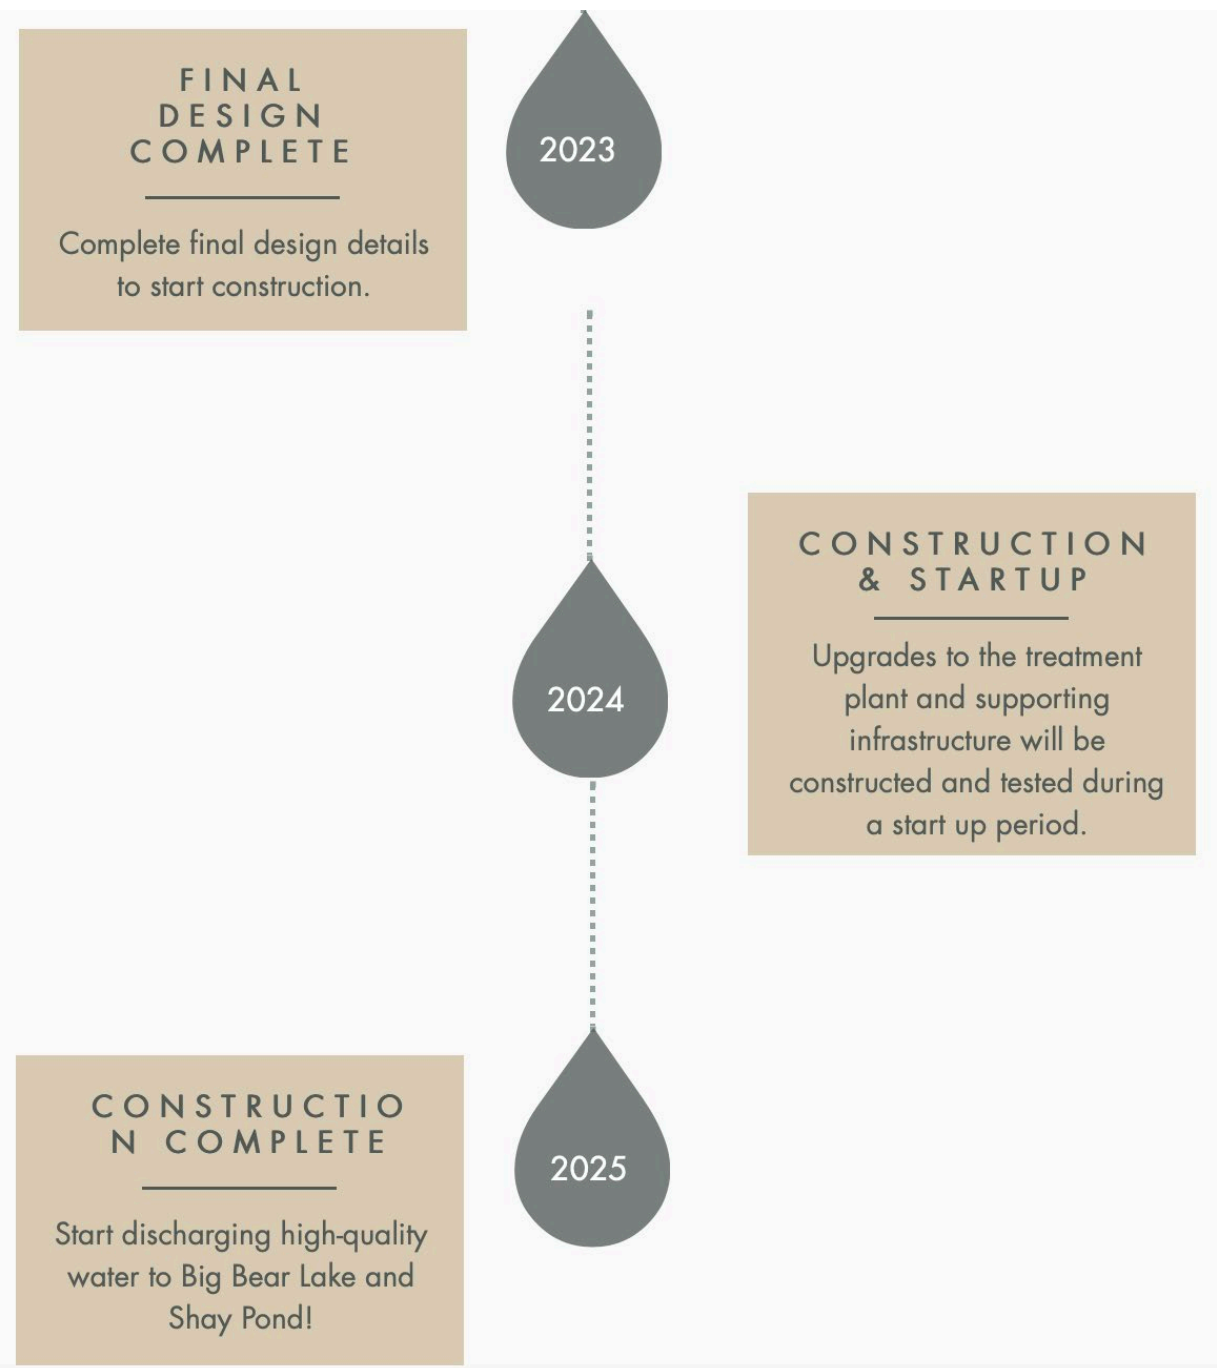 FINAL
DESIGN
COMPLETE
Complete final design details
to start construction.
2023
CONSTRUCTION
& STARTUP
Upgrades to the treatment
plant and supporting
infrastructure will be
constructed and tested during
a start up period.
2024
CONSTRUCTIO
N COMPLETE
Start discharging high-quality
water to Big Bear Lake and
Shay Pond!
2025